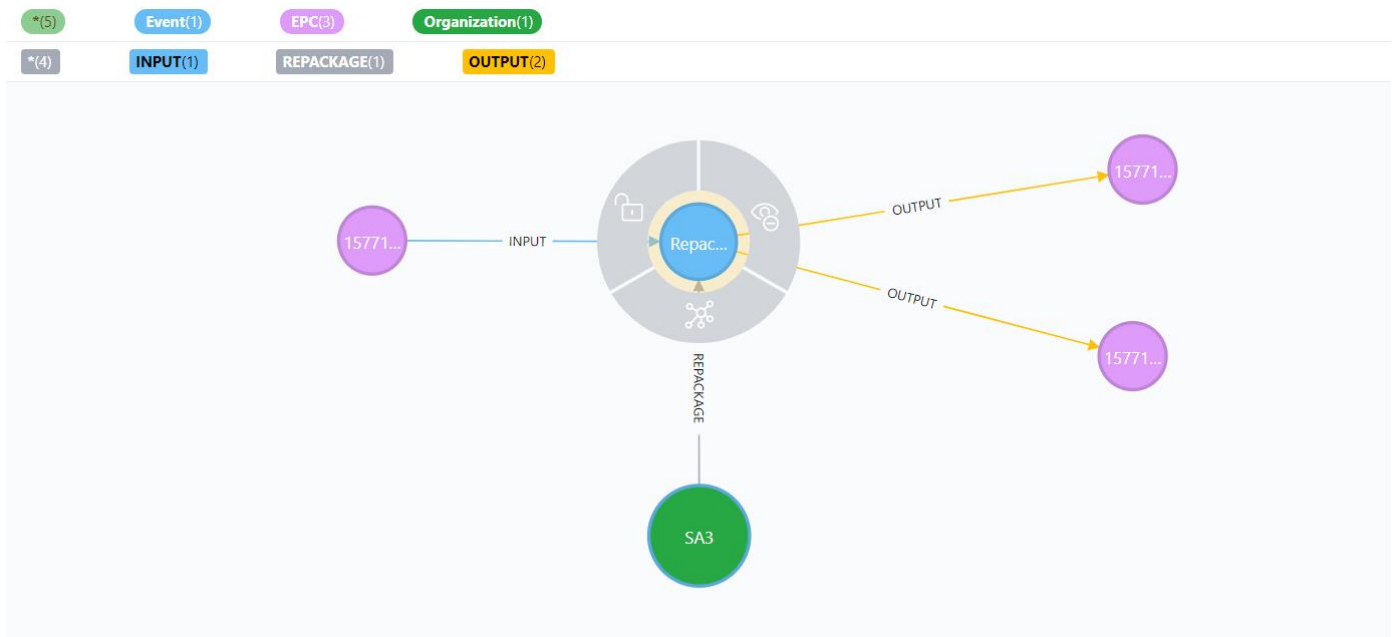 *(5) Event(1) EPC(3) Organization(1)
*(4) INPUT(1) REPACKAGE(1) OUTPUT(2)
15771...
OUTPUT
15771...
INPUT
Repac...
OUTPUT
15771...
REPACKAGE
SA3